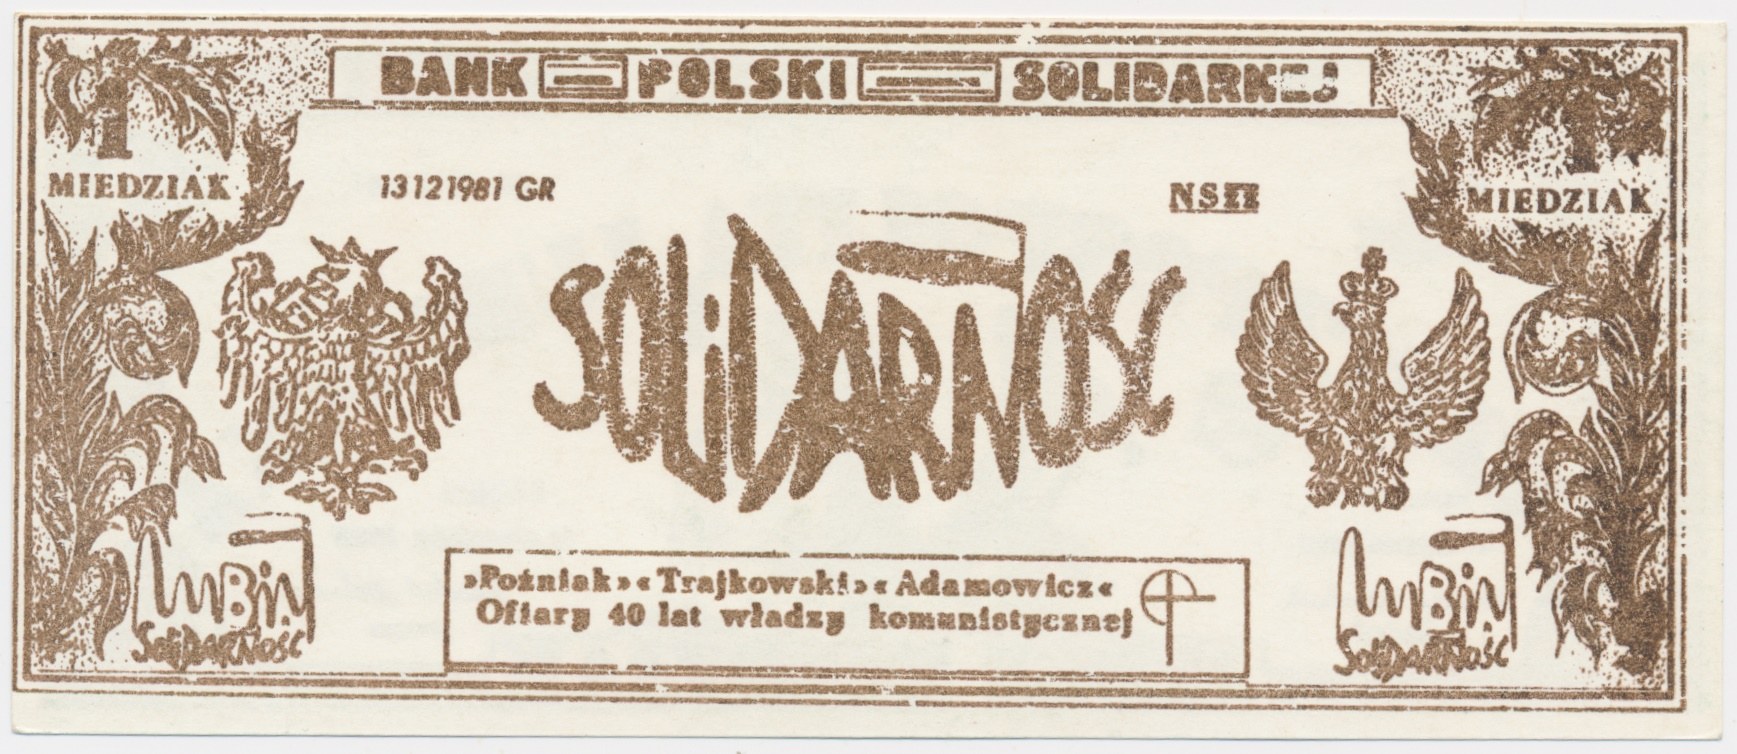 BANK POLSKI SOLIDARNEJ
1
MIEDZIAK
1
MIEDZIAK
13121981 GR
NSZZ
SOLIDARNOŚĆ
LUBIN
SOLIDARNOŚĆ
»Poźniak» «Trajkowski» «Adamowicz«
Ofiary 40 lat władzy komunistycznej
LUBIN
SOLIDARNOŚĆ